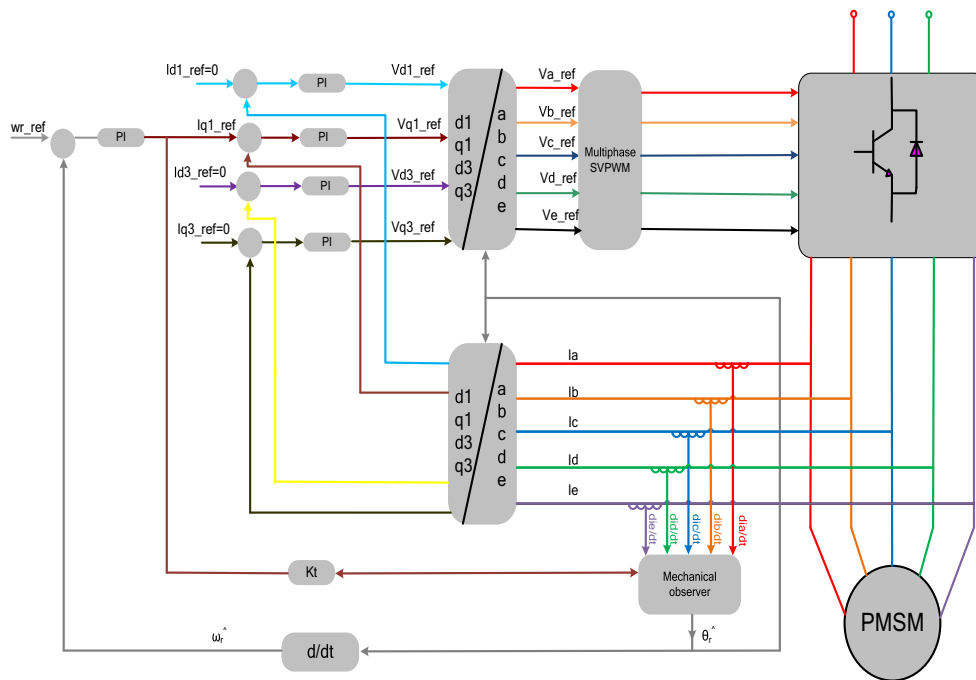 Id1_ref=0
PI
Vd1_ref
Va_ref
wr_ref
PI
Iq1_ref
PI
Vq1_ref
d1
q1
d3
q3
a
b
c
d
e
Vb_ref
Multiphase
SVPWM
Vc_ref
Id3_ref=0
PI
Vd3_ref
Vd_ref
Iq3_ref=0
PI
Vq3_ref
Ve_ref
d1
q1
d3
q3
a
b
c
d
e
Ia
Ib
Ic
Id
Ie
die/dt
did/dt
dic/dt
dib/dt
dia/dt
Kt
Mechanical
observer
PMSM
ω_r^
d/dt
θ_r^